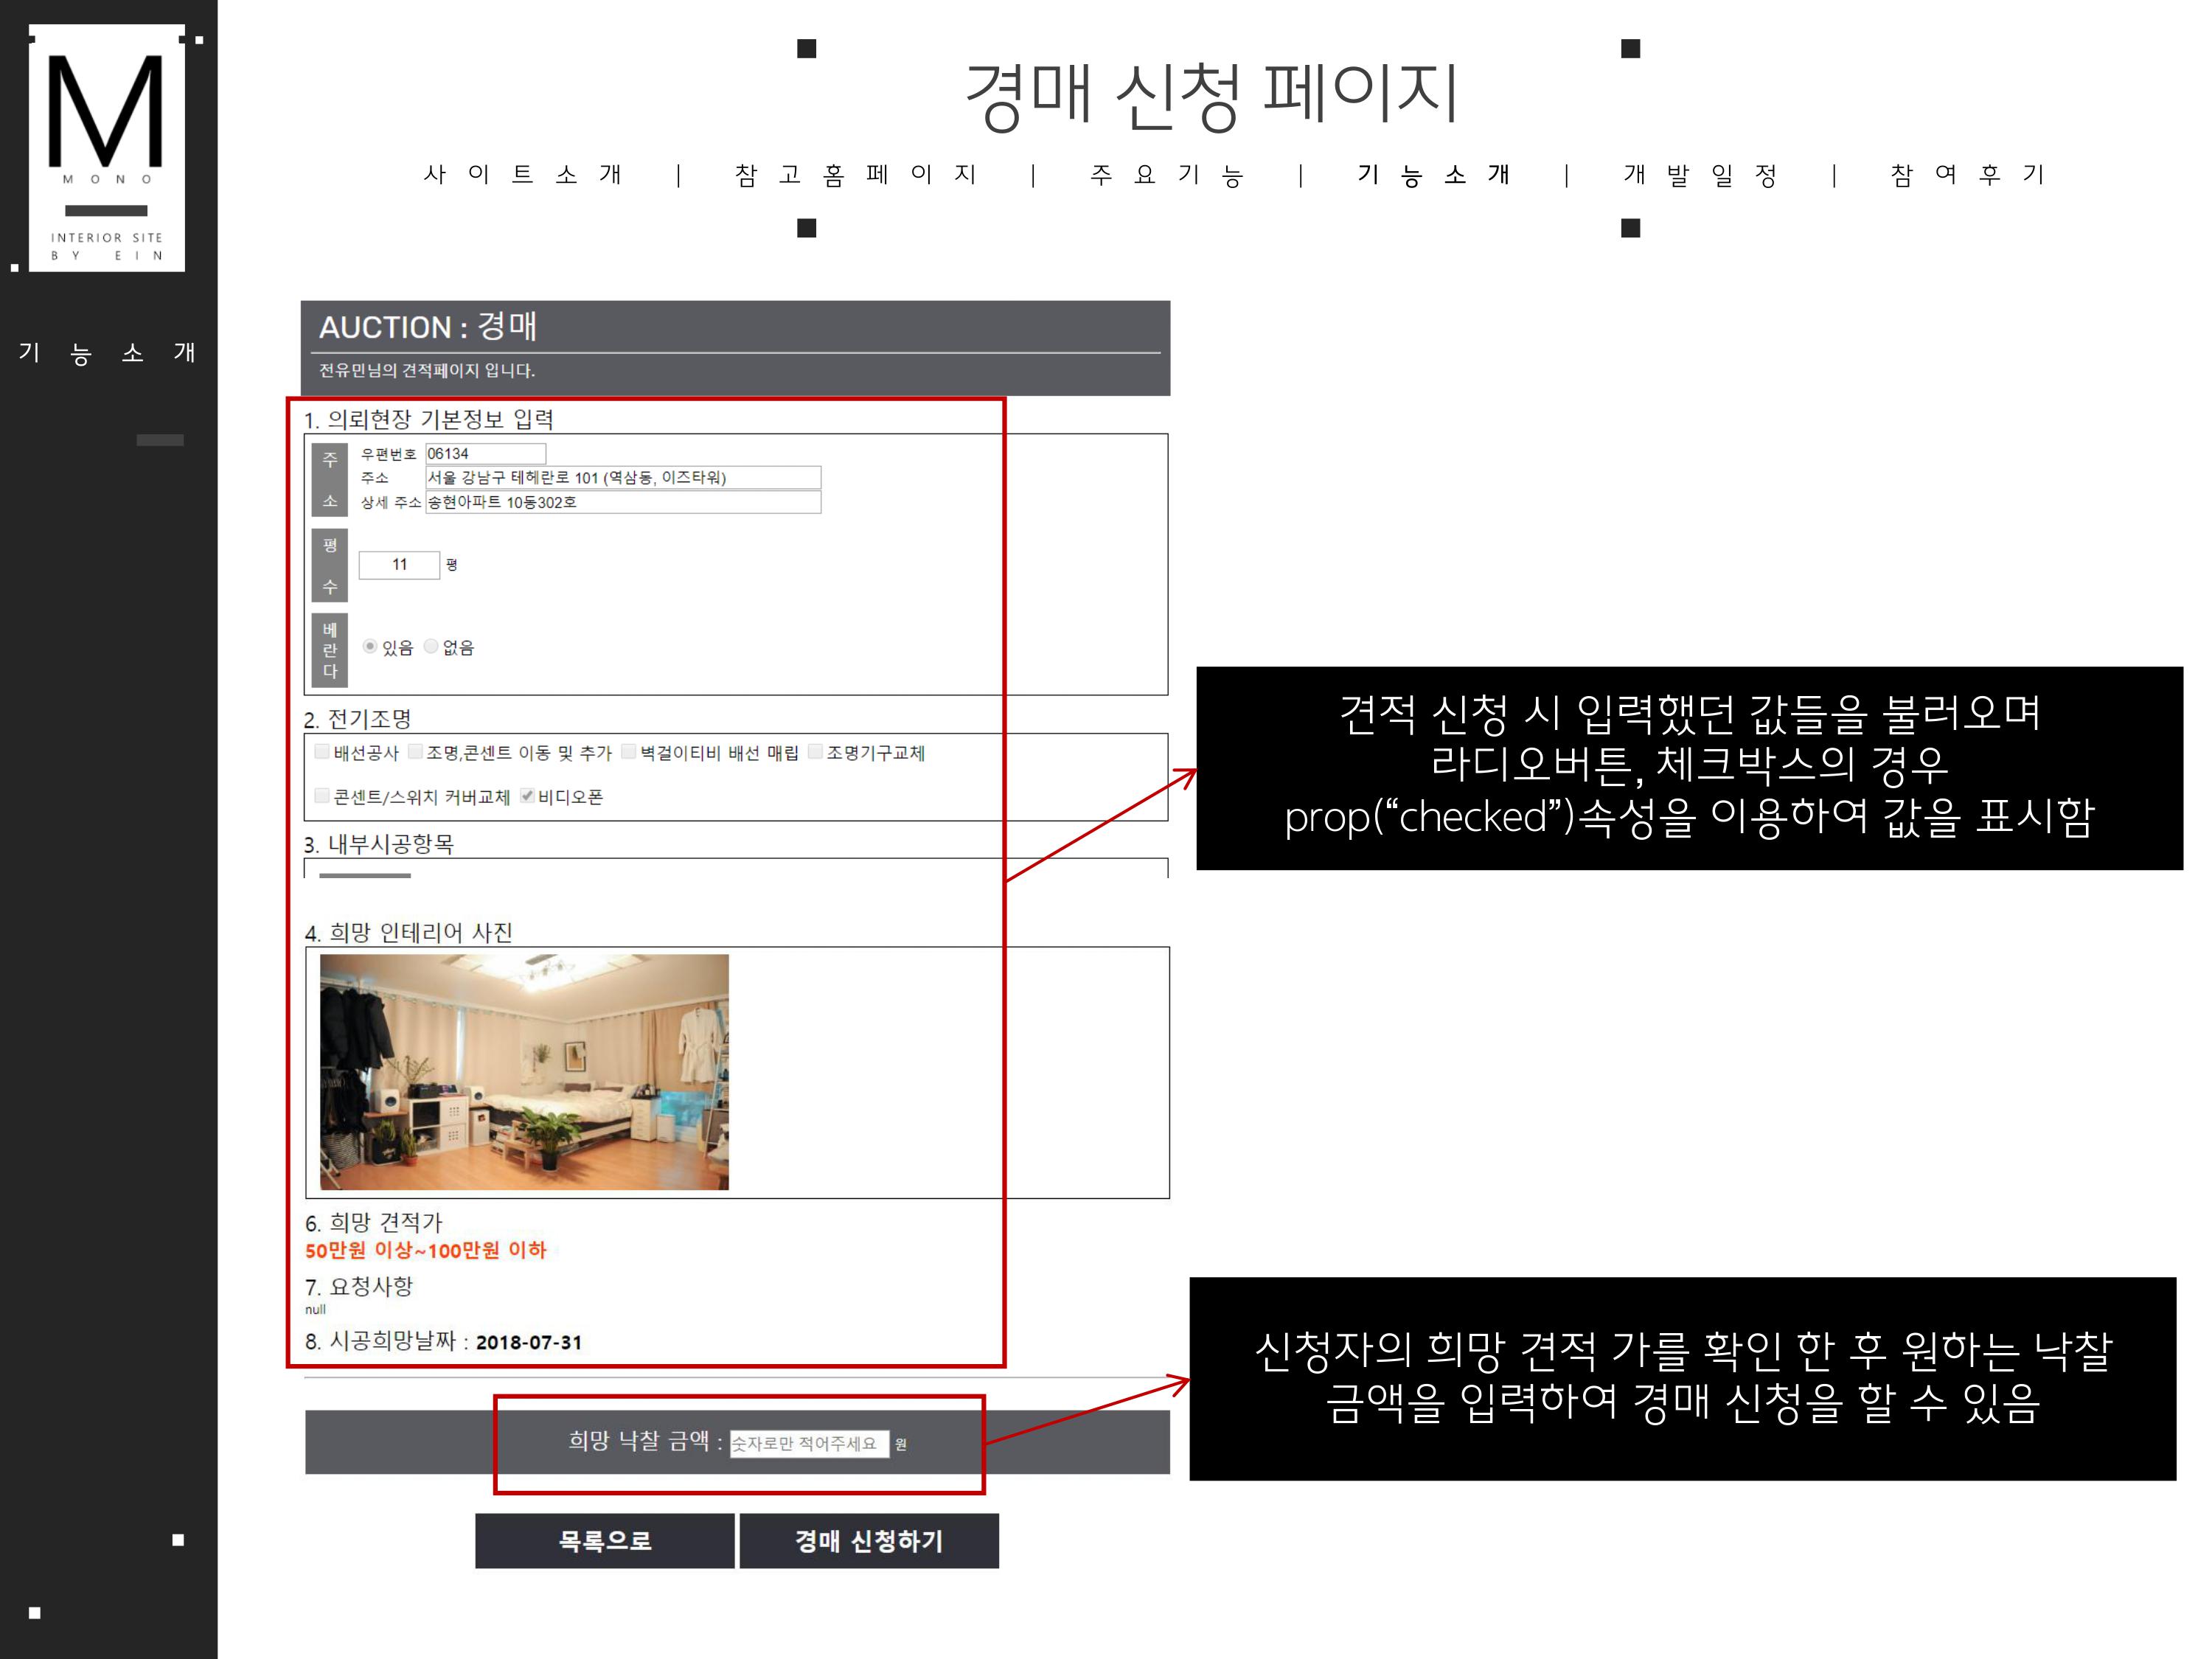 M
MONO
INTERIOR SITE
BY EIN
기능소개
경매 신청 페이지
사이트소개 | 참고홈페이지 | 주요기능 | 기능소개 | 개발일정 | 참여후기
AUCTION : 경매
전유민님의 견적페이지 입니다.
1. 의뢰현장 기본정보 입력
주소
우편번호 06134
주소 서울 강남구 테헤란로 101 (역삼동, 이즈타워)
상세 주소 송현아파트 10동302호
평수
11 평
베란다
있음 없음
2. 전기조명
배선공사 조명,콘센트 이동 및 추가 벽걸이티비 배선 매립 조명기구교체
콘센트/스위치 커버교체 비디오폰
3. 내부시공항목
4. 희망 인테리어 사진
6. 희망 견적가
50만원 이상~100만원 이하
7. 요청사항
null
8. 시공희망날짜 : 2018-07-31
희망 낙찰 금액 : 숫자로만 적어주세요 원
목록으로 경매 신청하기
견적 신청 시 입력했던 값들을 불러오며
라디오버튼, 체크박스의 경우
prop(“checked”)속성을 이용하여 값을 표시함
신청자의 희망 견적 가를 확인 한 후 원하는 낙찰
금액을 입력하여 경매 신청을 할 수 있음